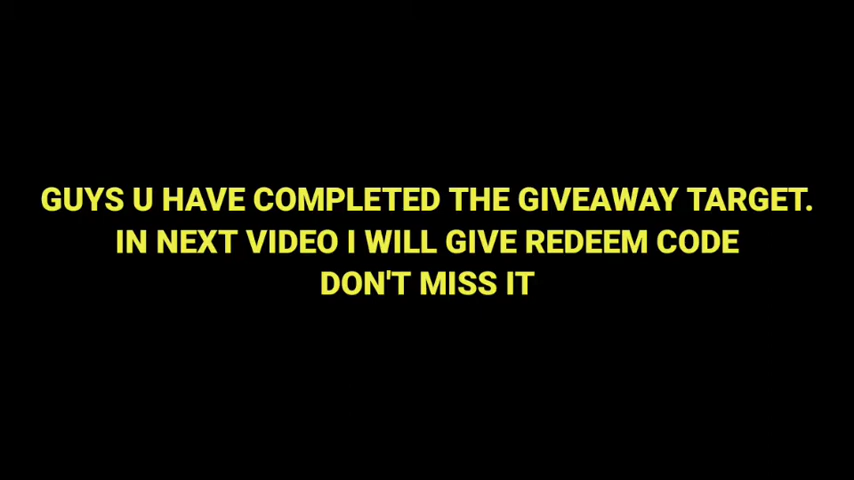 GUYS U HAVE COMPLETED THE GIVEAWAY TARGET.
IN NEXT VIDEO I WILL GIVE REDEEM CODE
DON'T MISS IT